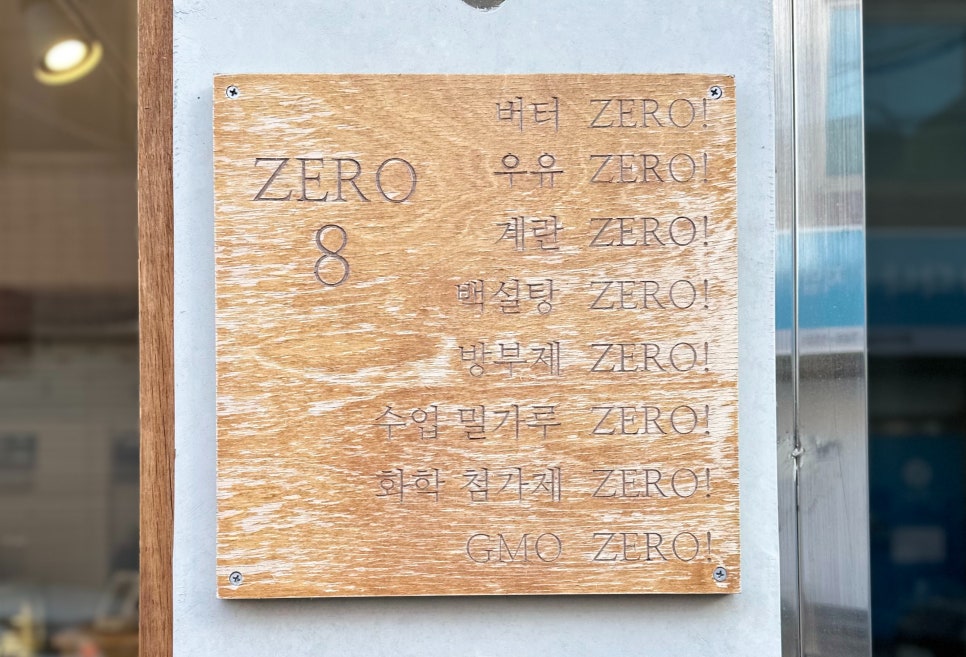 ZERO
8
버터 ZERO!
우유 ZERO!
계란 ZERO!
백설탕 ZERO!
방부제 ZERO!
수입 밀가루 ZERO!
화학 첨가제 ZERO!
GMO ZERO!